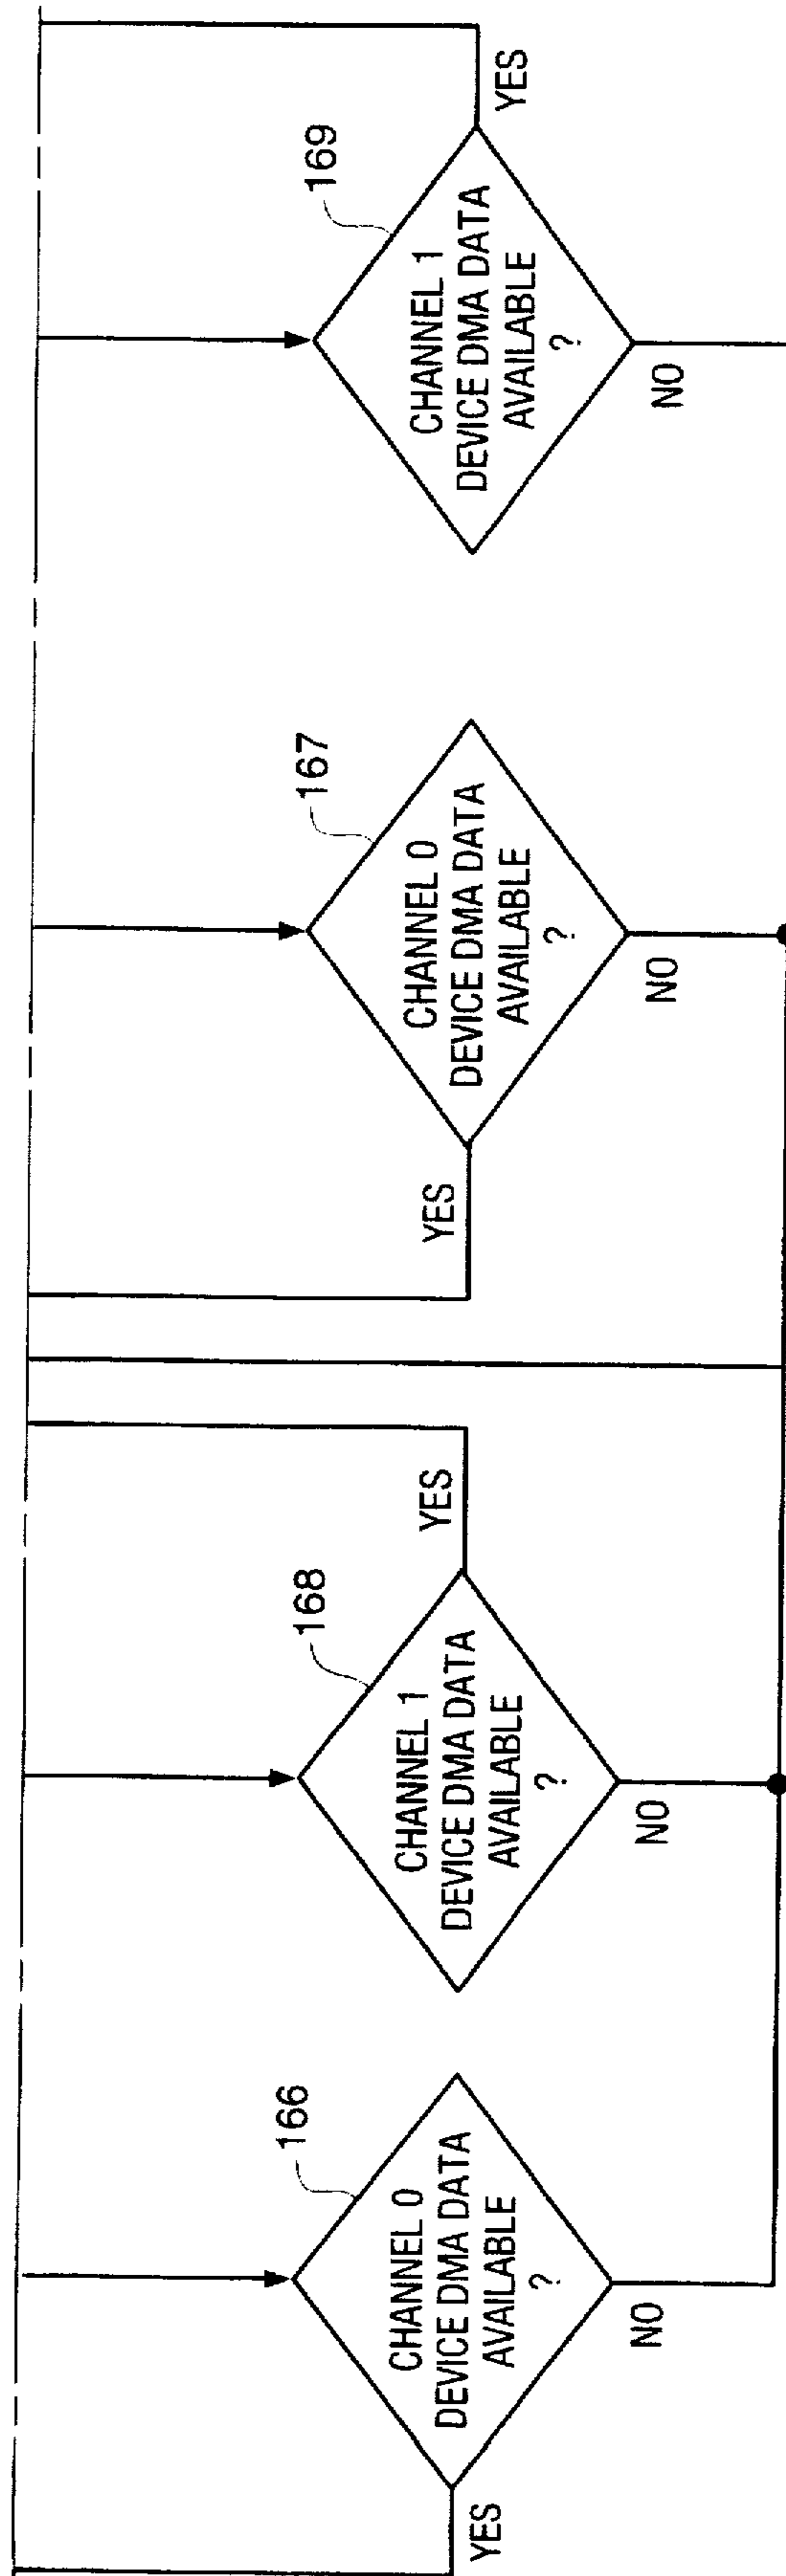 166
CHANNEL 0
DEVICE DMA DATA
AVAILABLE
?
YES
NO
168
CHANNEL 1
DEVICE DMA DATA
AVAILABLE
?
YES
NO
167
CHANNEL 0
DEVICE DMA DATA
AVAILABLE
?
YES
NO
169
CHANNEL 1
DEVICE DMA DATA
AVAILABLE
?
YES
NO